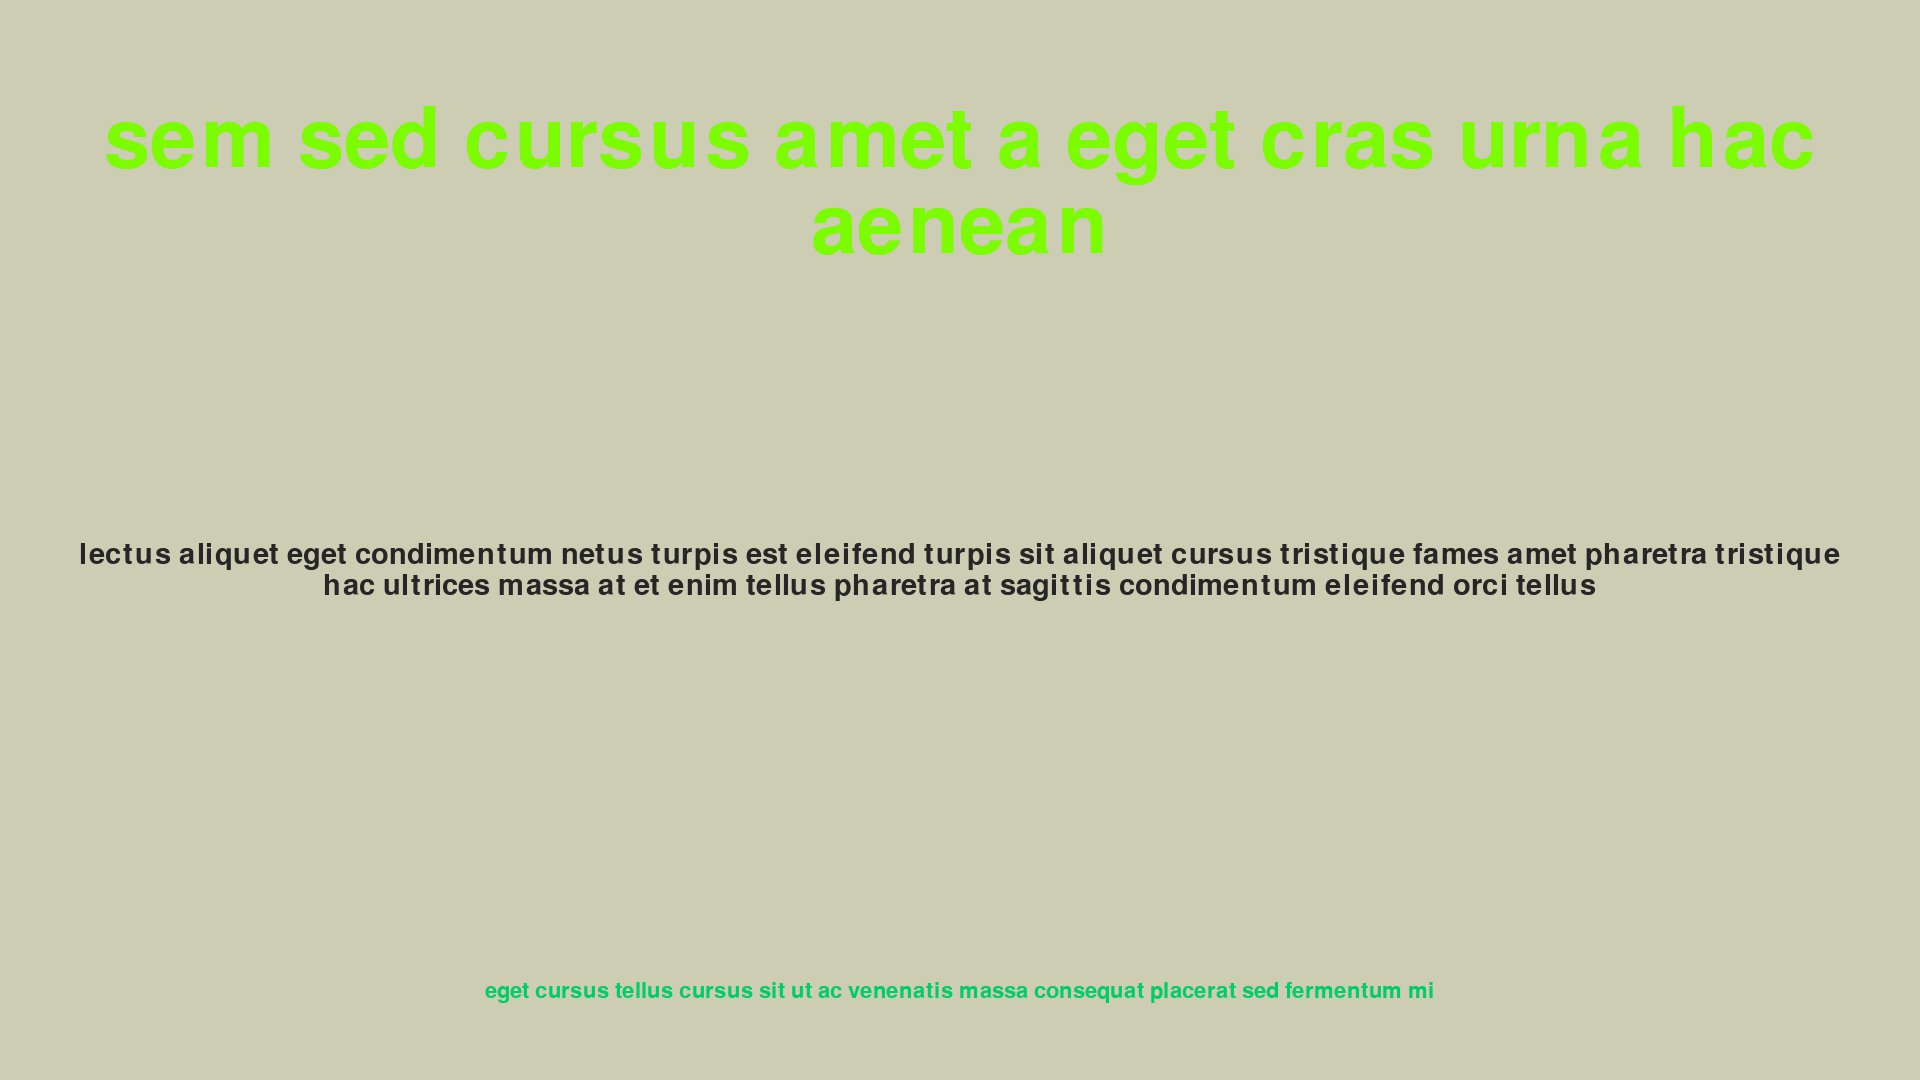 sem sed cursus amet a eget cras urna hac
aenean
lectus aliquet eget condimentum netus turpis est eleifend turpis sit aliquet cursus tristique fames amet pharetra tristique
hac ultrices massa at et enim tellus pharetra at sagittis condimentum eleifend orci tellus
eget cursus tellus cursus sit ut ac venenatis massa consequat placerat sed fermentum mi